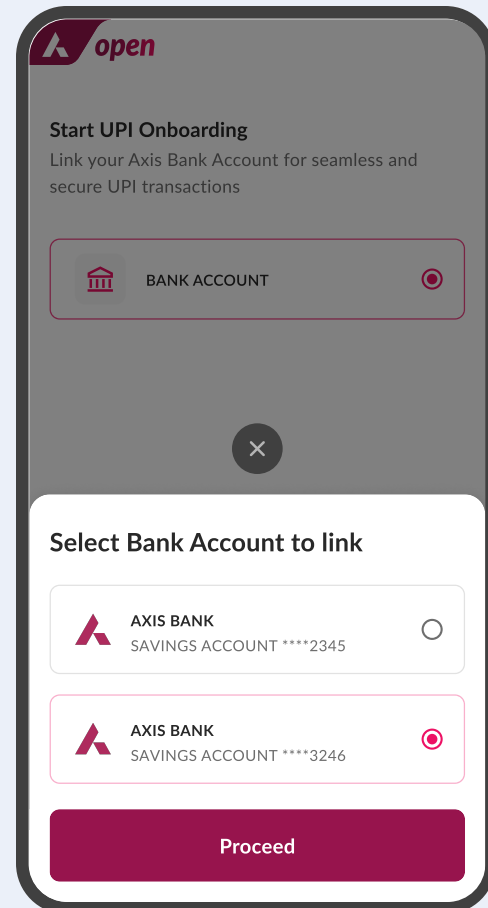 open
Start UPI Onboarding
Link your Axis Bank Account for seamless and
secure UPI transactions
BANK ACCOUNT
Select Bank Account to link
AXIS BANK
SAVINGS ACCOUNT ****2345
AXIS BANK
SAVINGS ACCOUNT ****3246
Proceed